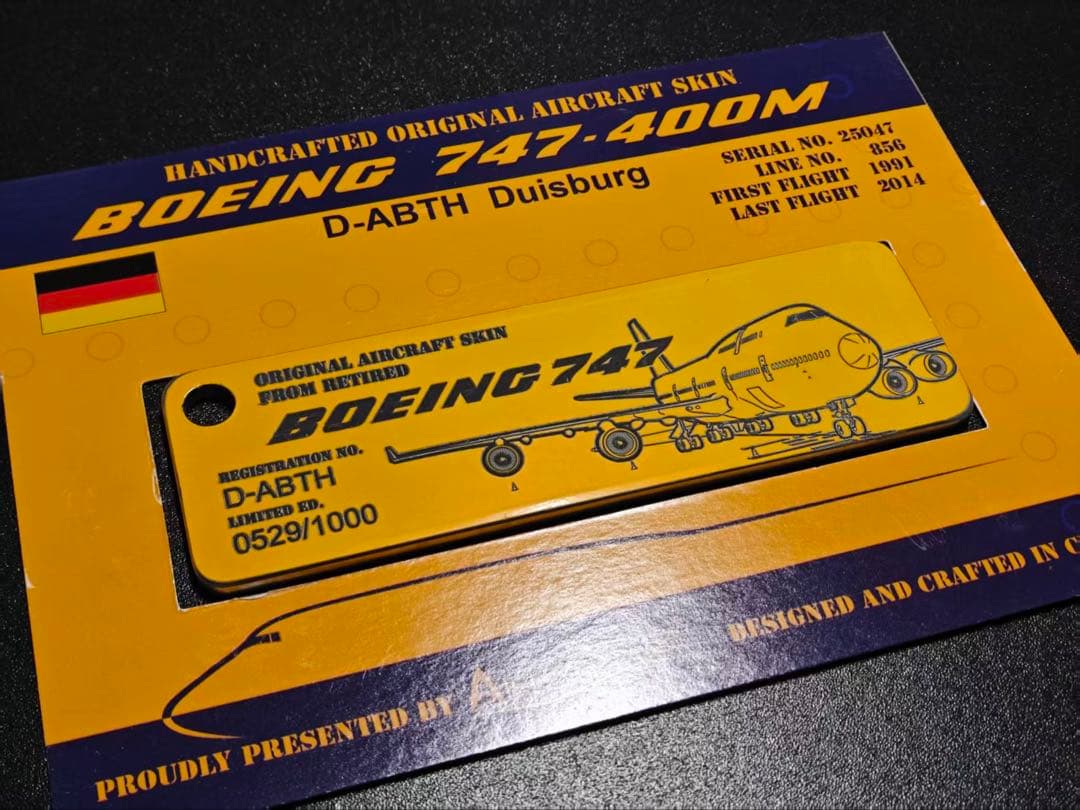 HANDCRAFTED ORIGINAL AIRCRAFT SKIN
BOEING 747-400M
D-ABTH Duisburg
SERIAL NO. 25047
LINE NO. 856
FIRST FLIGHT 1991
LAST FLIGHT 2014
ORIGINAL AIRCRAFT SKIN
FROM RETIRED
BOEING 747
REGISTRATION NO.
D-ABTH
LIMITED ED.
0529/1000
DESIGNED AND CRAFTED IN
PROUDLY PRESENTED BY